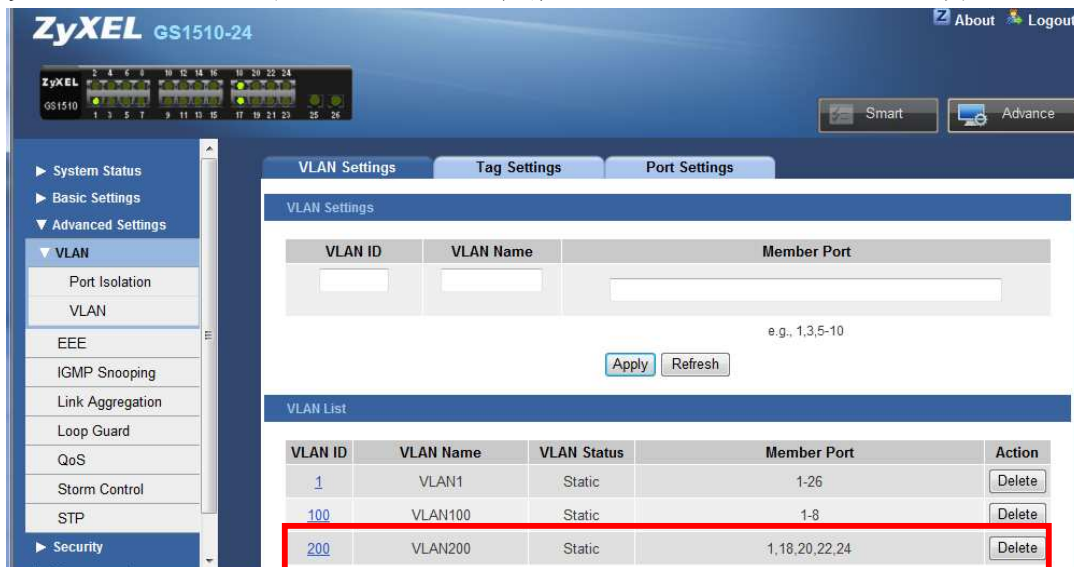 ZyXEL GS1510-24
About Logout
ZyXEL
GS1510
2 4 6 8 10 12 14 16 18 20 22 24
1 3 5 7 9 11 13 15 17 19 21 23 25 26
Smart
Advance
System Status
Basic Settings
Advanced Settings
VLAN
Port Isolation
VLAN
EEE
IGMP Snooping
Link Aggregation
Loop Guard
QoS
Storm Control
STP
Security
VLAN Settings Tag Settings Port Settings
VLAN Settings
VLAN ID VLAN Name Member Port
e.g., 1,3,5-10
Apply Refresh
VLAN List
VLAN ID VLAN Name VLAN Status Member Port Action
1 VLAN1 Static 1-26 Delete
100 VLAN100 Static 1-8 Delete
200 VLAN200 Static 1,18,20,22,24 Delete